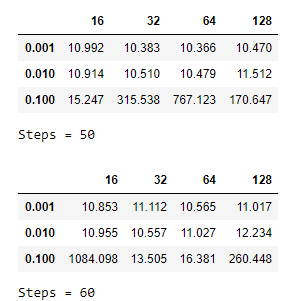 16 32 64 128
0.001 10.992 10.383 10.366 10.470
0.010 10.914 10.510 10.479 11.512
0.100 15.247 315.538 767.123 170.647
Steps = 50
16 32 64 128
0.001 10.853 11.112 10.565 11.017
0.010 10.955 10.557 11.027 12.234
0.100 1084.098 13.505 16.381 260.448
Steps = 60